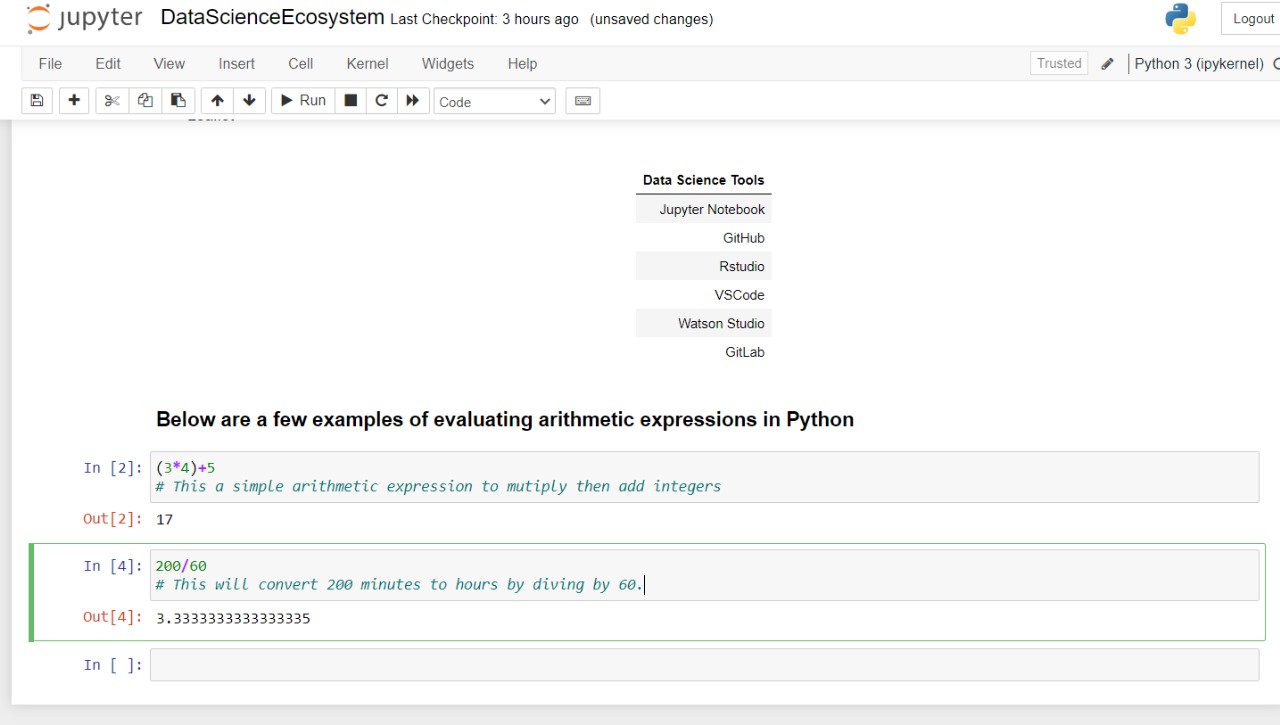 jupyter DataScienceEcosystem Last Checkpoint: 3 hours ago (unsaved changes) Logout
File Edit View Insert Cell Kernel Widgets Help Trusted Python 3 (ipykernel)
Run Code
Data Science Tools
Jupyter Notebook
GitHub
Rstudio
VSCode
Watson Studio
GitLab
Below are a few examples of evaluating arithmetic expressions in Python
In [2]: (3*4)+5
# This a simple arithmetic expression to mutiply then add integers
Out[2]: 17
In [4]: 200/60
# This will convert 200 minutes to hours by diving by 60.
Out[4]: 3.3333333333333335
In [ ]: